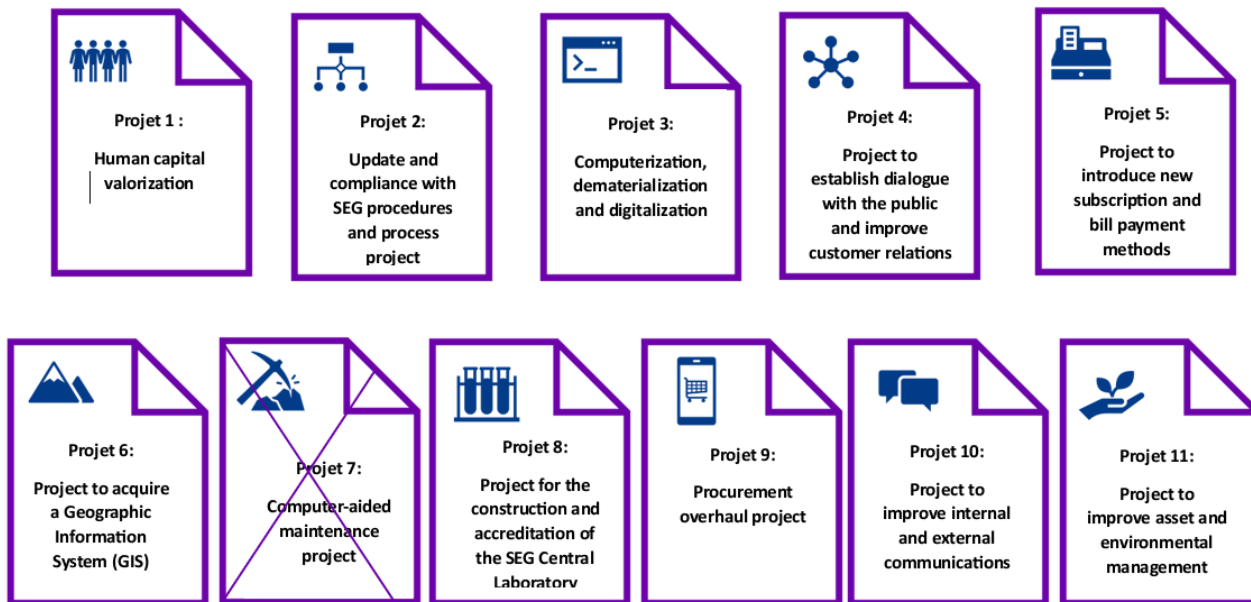 Projet 1 :
Human capital
valorization
Projet 2:
Update and
compliance with
SEG procedures
and process
project
Projet 3:
Computerization,
dematerialization
and digitalization
Projet 4:
Project to
establish dialogue
with the public
and improve
customer relations
Projet 5:
Project to
introduce new
subscription and
bill payment
methods
Projet 6:
Project to acquire
a Geographic
Information
System (GIS)
Projet 7:
Computer-aided
maintenance
project
Projet 8:
Project for the
construction and
accreditation of
the SEG Central
Laboratory
Projet 9:
Procurement
overhaul project
Projet 10:
Project to
improve internal
and external
communications
Projet 11:
Project to
improve asset and
environmental
management